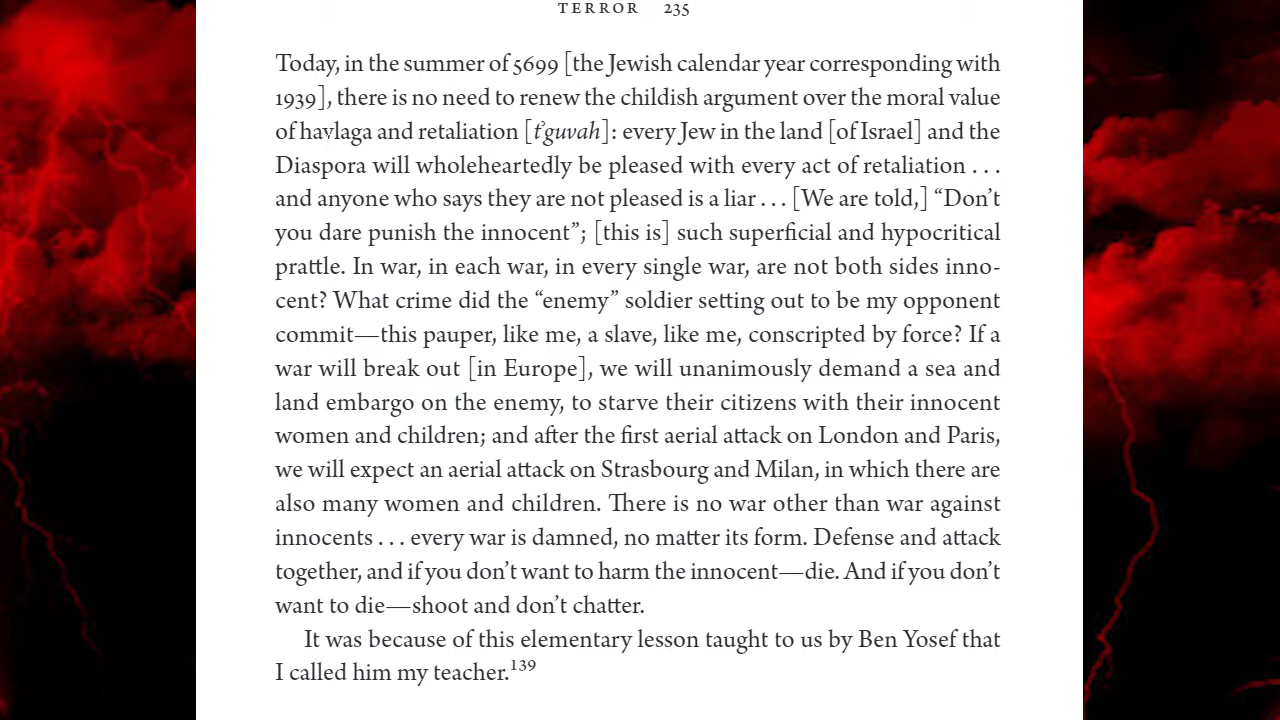 TERROR 235
Today, in the summer of 5699 [the Jewish calendar year corresponding with
1939], there is no need to renew the childish argument over the moral value
of havlaga and retaliation [tʾguvah]: every Jew in the land [of Israel] and the
Diaspora will wholeheartedly be pleased with every act of retaliation . . .
and anyone who says they are not pleased is a liar . . . [We are told,] “Don’t
you dare punish the innocent”; [this is] such superficial and hypocritical
prattle. In war, in each war, in every single war, are not both sides inno-
cent? What crime did the “enemy” soldier setting out to be my opponent
commit—this pauper, like me, a slave, like me, conscripted by force? If a
war will break out [in Europe], we will unanimously demand a sea and
land embargo on the enemy, to starve their citizens with their innocent
women and children; and after the first aerial attack on London and Paris,
we will expect an aerial attack on Strasbourg and Milan, in which there are
also many women and children. There is no war other than war against
innocents . . . every war is damned, no matter its form. Defense and attack
together, and if you don’t want to harm the innocent—die. And if you don’t
want to die—shoot and don’t chatter.
It was because of this elementary lesson taught to us by Ben Yosef that
I called him my teacher.139